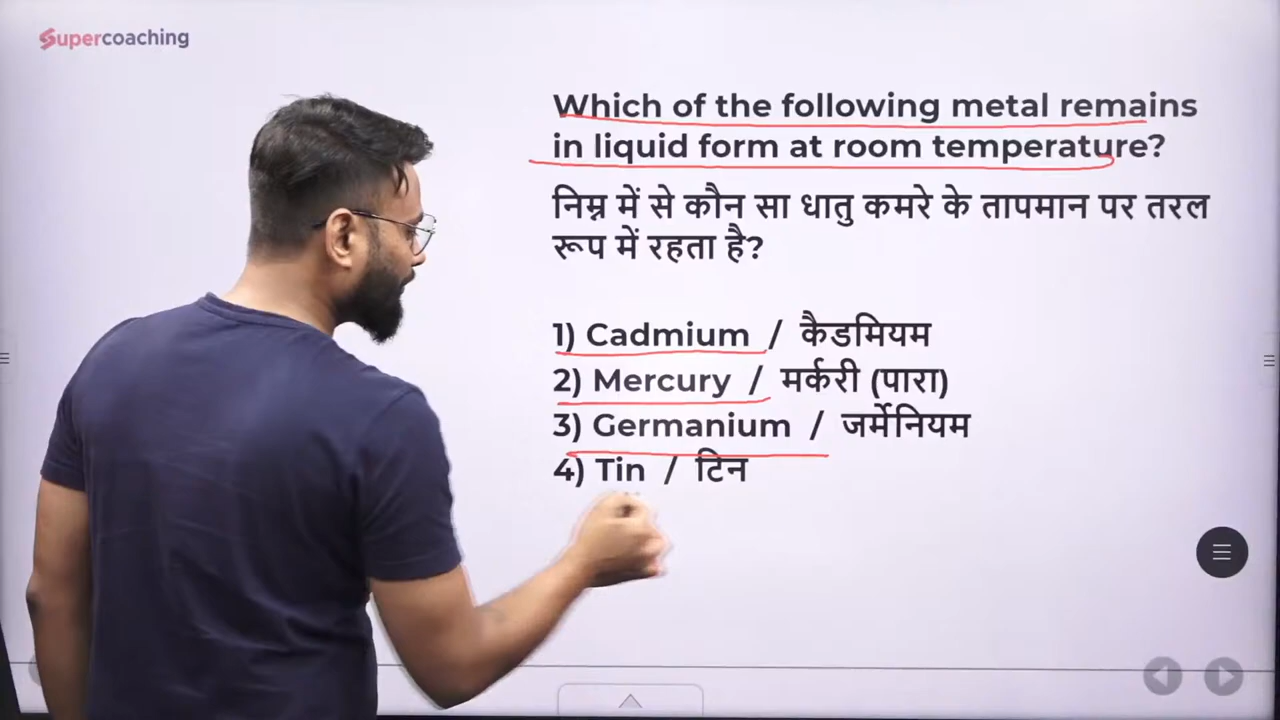 Supercoaching
Which of the following metal remains
in liquid form at room temperature?
निम्न में से कौन सा धातु कमरे के तापमान पर तरल
रूप में रहता है?
1) Cadmium / कैडमियम
2) Mercury / मर्करी (पारा)
3) Germanium / जर्मेनियम
4) Tin / टिन